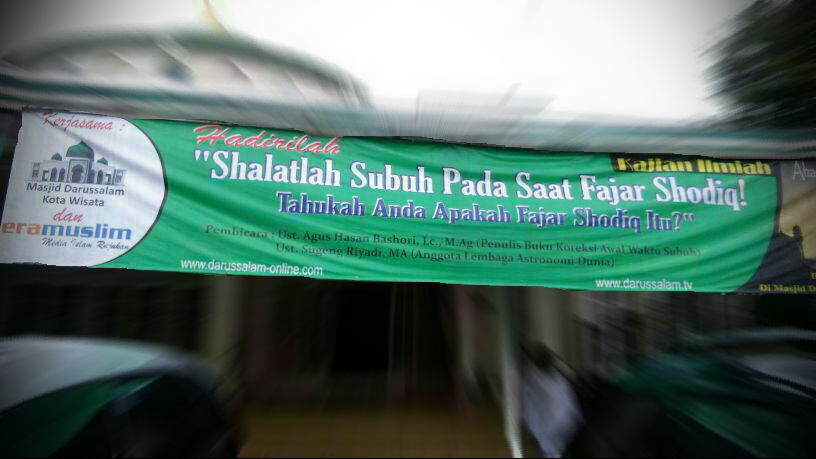 Kerjasama :
Masjid Darussalam
Kota Wisata
dan
eramuslim
Media Islam Rujukan
Hadirilah
Kajian Ilmiah
"Shalatlah Subuh Pada Saat Fajar Shodiq!
Tahukah Anda Apakah Fajar Shodiq Itu?"
Pembicara : Ust. Agus Hasan Bashori, Lc., M.Ag (Penulis Buku Koreksi Awal Waktu Subuh)
Ust. Sugeng Riyadi, MA (Anggota Lembaga Astronomi Dunia)
www.darussalam-online.com
www.darussalam.tv
Di Masjid